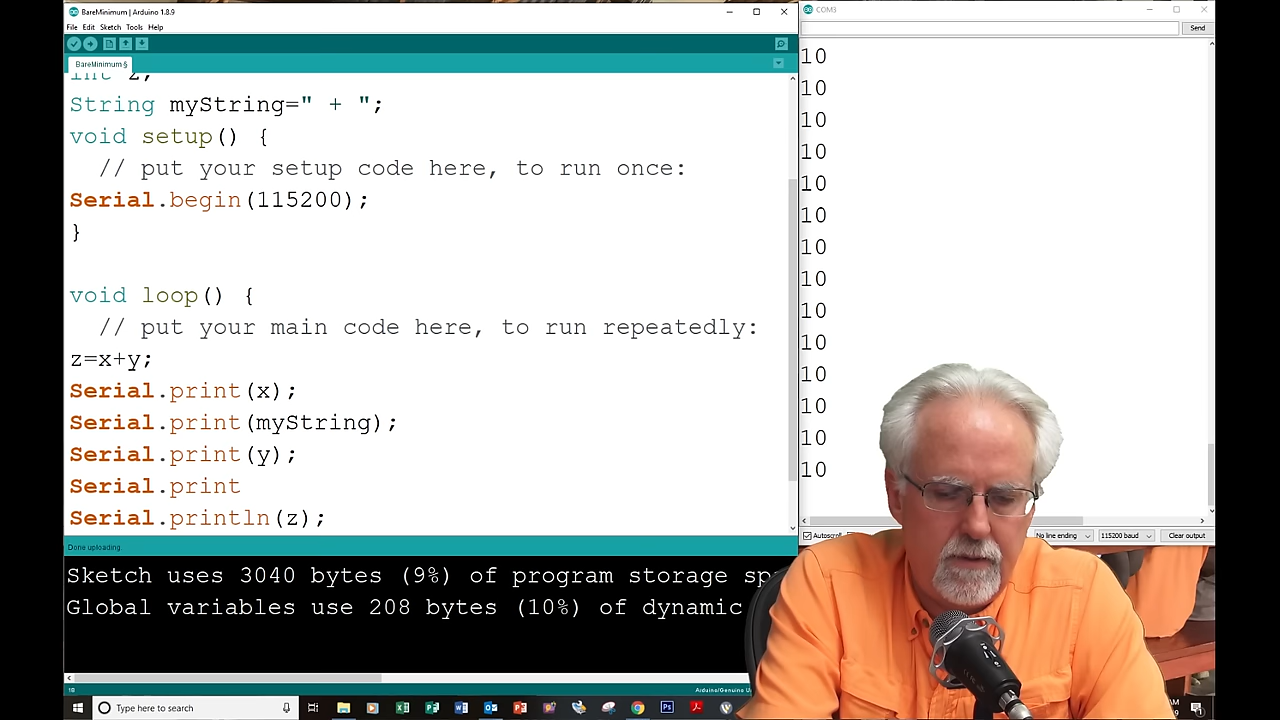 BareMinimum | Arduino 1.8.9
File Edit Sketch Tools Help
BareMinimum §
int z;
String myString=" + ";
void setup() {
// put your setup code here, to run once:
Serial.begin(115200);
}
void loop() {
// put your main code here, to run repeatedly:
z=x+y;
Serial.print(x);
Serial.print(myString);
Serial.print(y);
Serial.print
Serial.println(z);
Done uploading.
Sketch uses 3040 bytes (9%) of program storage
Global variables use 208 bytes (10%) of dynamic
18
Type here to search
COM3
Send
10
10
10
10
10
10
10
10
10
10
10
10
10
10
Autoscroll
No line ending
115200 baud
Clear output